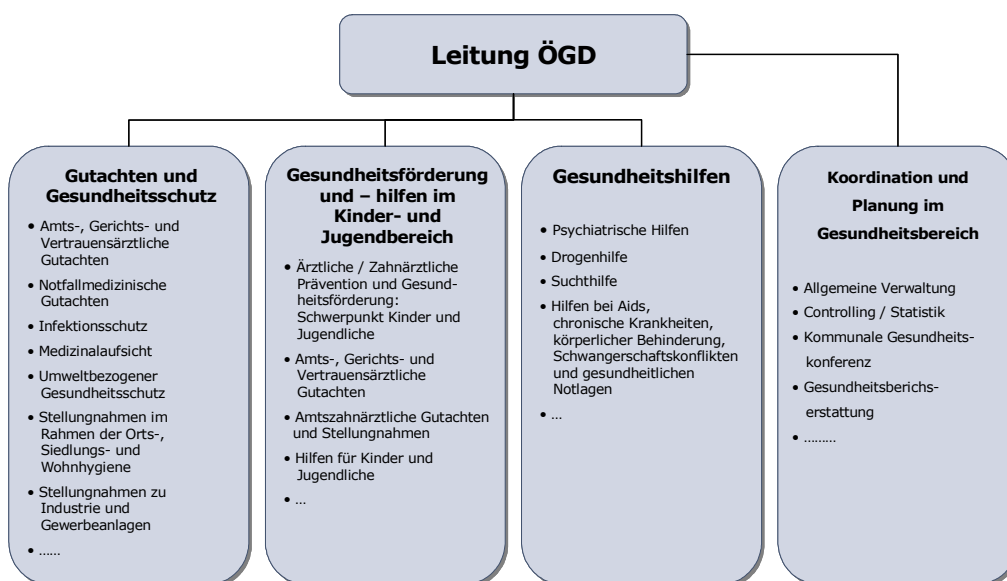 Leitung ÖGD
Gutachten und
Gesundheitsschutz
• Amts-, Gerichts- und
Vertrauensärztliche
Gutachten
• Notfallmedizinische
Gutachten
• Infektionsschutz
• Medizinalaufsicht
• Umweltbezogener
Gesundheitsschutz
• Stellungnahmen im
Rahmen der Orts-,
Siedlungs- und
Wohnhygiene
• Stellungnahmen zu
Industrie und
Gewerbeanlagen
• ……
Gesundheitsförderung
und – hilfen im
Kinder- und
Jugendbereich
• Ärztliche / Zahnärztliche
Prävention und Gesund-
heitsförderung:
Schwerpunkt Kinder und
Jugendliche
• Amts-, Gerichts- und
Vertrauensärztliche
Gutachten
• Amtszahnärztliche Gutachten
und Stellungnahmen
• Hilfen für Kinder und
Jugendliche
• …
Gesundheitshilfen
• Psychiatrische Hilfen
• Drogenhilfe
• Suchthilfe
• Hilfen bei Aids,
chronische Krankheiten,
körperlicher Behinderung,
Schwangerschaftskonflikten
und gesundheitlichen
Notlagen
• …
Koordination und
Planung im
Gesundheitsbereich
• Allgemeine Verwaltung
• Controlling / Statistik
• Kommunale Gesundheits-
konferenz
• Gesundheitsberichs-
erstattung
• ………